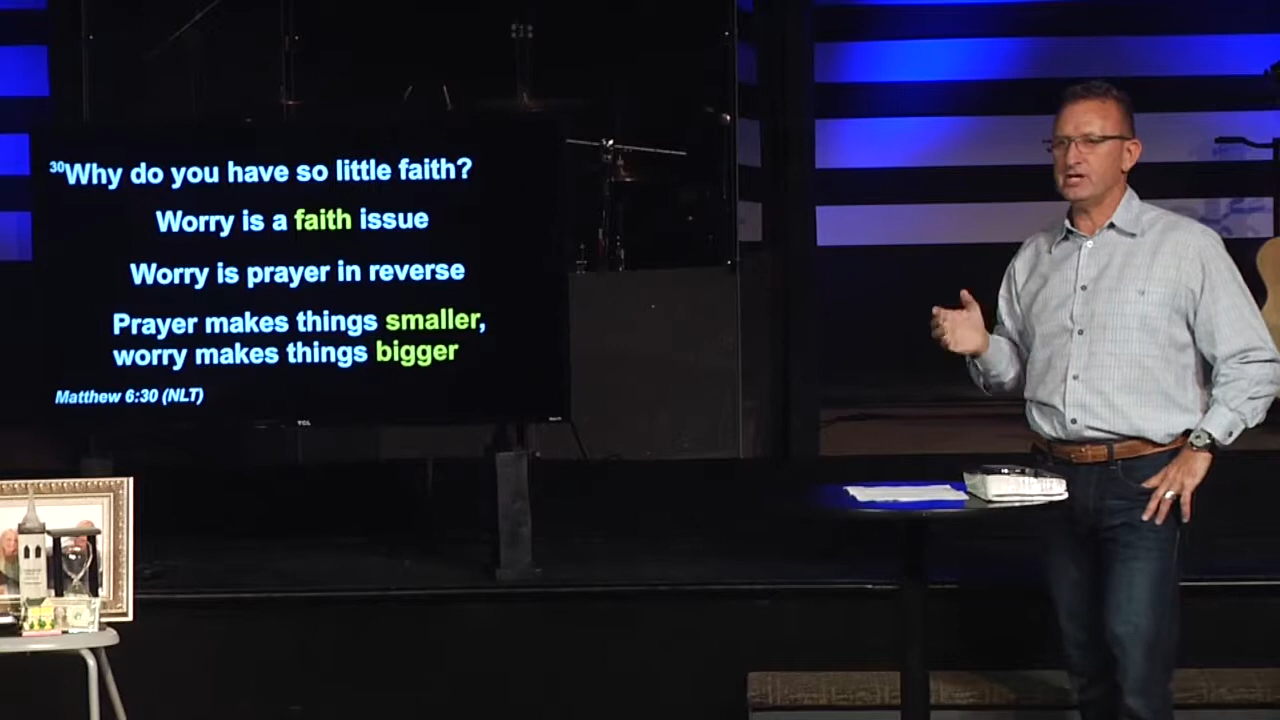 30Why do you have so little faith?
Worry is a faith issue
Worry is prayer in reverse
Prayer makes things smaller,
worry makes things bigger
Matthew 6:30 (NLT)
TCL